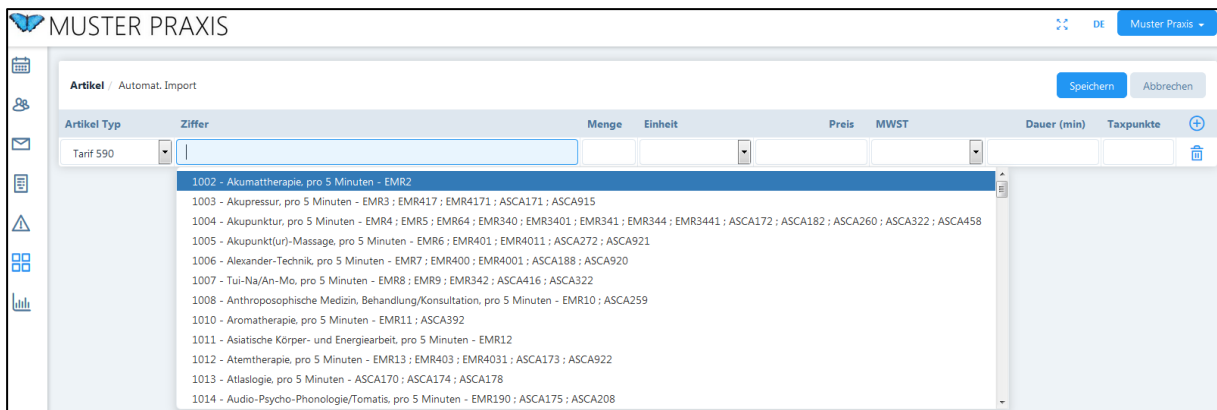 MUSTER PRAXIS DE Muster Praxis
Artikel / Automat. Import Speichern Abbrechen
Artikel Typ Ziffer Menge Einheit Preis MWST Dauer (min) Taxpunkte
Tarif 590
1002 - Akumattherapie, pro 5 Minuten - EMR2
1003 - Akupressur, pro 5 Minuten - EMR3 ; EMR417 ; EMR4171 ; ASCA171 ; ASCA915
1004 - Akupunktur, pro 5 Minuten - EMR4 ; EMR5 ; EMR64 ; EMR340 ; EMR3401 ; EMR341 ; EMR344 ; EMR3441 ; ASCA172 ; ASCA182 ; ASCA260 ; ASCA322 ; ASCA458
1005 - Akupunkt(ur)-Massage, pro 5 Minuten - EMR6 ; EMR401 ; EMR4011 ; ASCA272 ; ASCA921
1006 - Alexander-Technik, pro 5 Minuten - EMR7 ; EMR400 ; EMR4001 ; ASCA188 ; ASCA920
1007 - Tui-Na/An-Mo, pro 5 Minuten - EMR8 ; EMR9 ; EMR342 ; ASCA416 ; ASCA322
1008 - Anthroposophische Medizin, Behandlung/Konsultation, pro 5 Minuten - EMR10 ; ASCA259
1010 - Aromatherapie, pro 5 Minuten - EMR11 ; ASCA392
1011 - Asiatische Körper- und Energiearbeit, pro 5 Minuten - EMR12
1012 - Atemtherapie, pro 5 Minuten - EMR13 ; EMR403 ; EMR4031 ; ASCA173 ; ASCA922
1013 - Atlaslogie, pro 5 Minuten - ASCA170 ; ASCA174 ; ASCA178
1014 - Audio-Psycho-Phonologie/Tomatis, pro 5 Minuten - EMR190 ; ASCA175 ; ASCA208